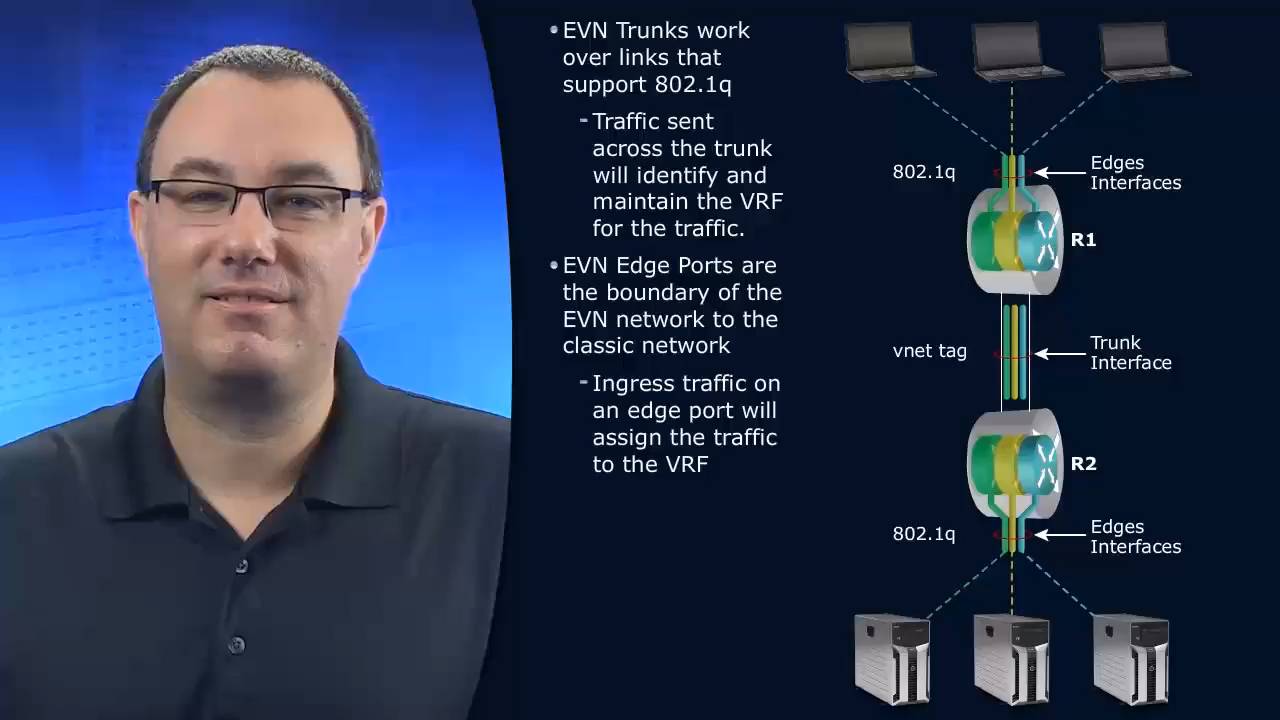 •EVN Trunks work
over links that
support 802.1q
-Traffic sent
across the trunk
will identify and
maintain the VRF
for the traffic.
•EVN Edge Ports are
the boundary of the
EVN network to the
classic network
-Ingress traffic on
an edge port will
assign the traffic
to the VRF
802.1q
Edges
Interfaces
R1
vnet tag
Trunk
Interface
R2
802.1q
Edges
Interfaces